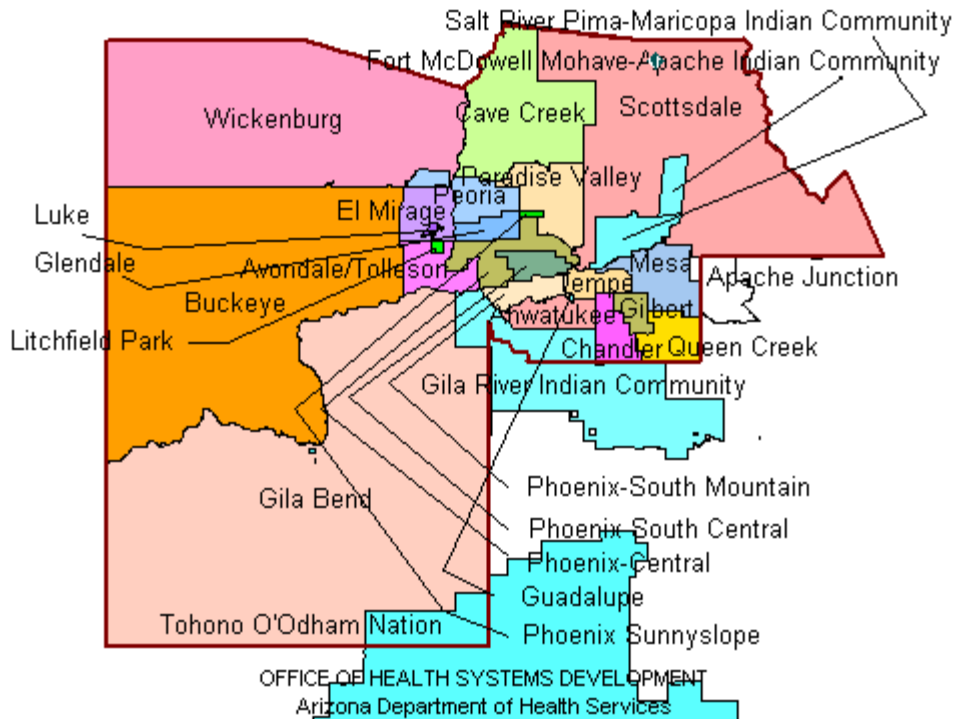 Salt River Pima-Maricopa Indian Community
Fort McDowell Mohave-Apache Indian Community
Wickenburg
Cave Creek
Scottsdale
Paradise Valley
Peoria
El Mirage
Luke
Glendale
Avondale/Tolleson
Mesa
Apache Junction
Tempe
Buckeye
Ahwatukee
Gilbert
Litchfield Park
Chandler
Queen Creek
Gila River Indian Community
Gila Bend
Phoenix-South Mountain
Phoenix South Central
Phoenix-Central
Guadalupe
Tohono O'Odham Nation
Phoenix Sunnyslope
OFFICE OF HEALTH SYSTEMS DEVELOPMENT
Arizona Department of Health Services